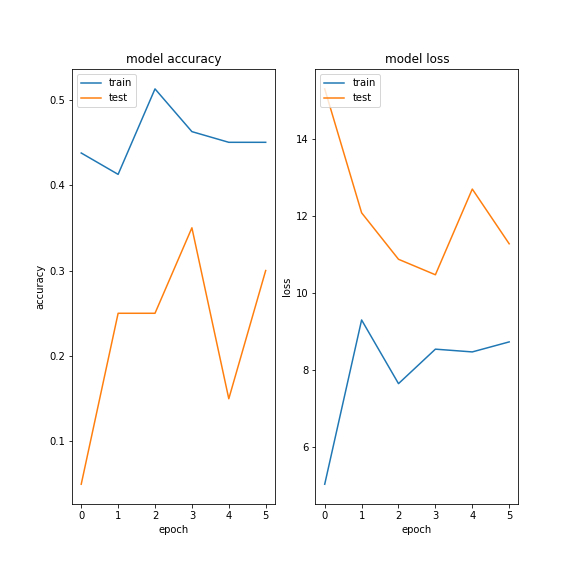 model accuracy
train
test
0.5
0.4
0.3
0.2
0.1
accuracy
0 1 2 3 4 5
epoch
model loss
train
test
14
12
10
8
6
loss
0 1 2 3 4 5
epoch